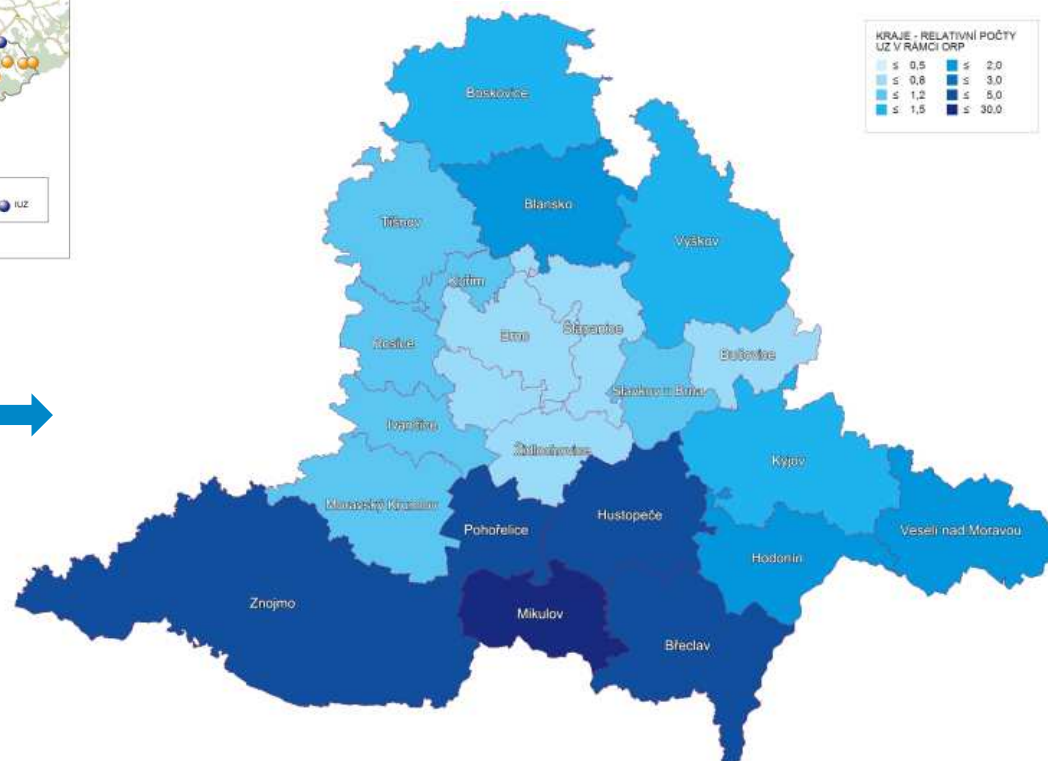 IUZ
KRAJE - RELATIVNÍ POČTY
UZ V RÁMCI ORP
≤ 0,5 ≤ 2,0
≤ 0,8 ≤ 3,0
≤ 1,2 ≤ 5,0
≤ 1,5 ≤ 30,0
Boskovice
Blansko
Tišnov
Vyškov
Kuřim
Šlapanice
Brno
Rosice
Bučovice
Slavkov u Brna
Ivančice
Židlochovice
Kyjov
Moravský Krumlov
Hustopeče
Pohořelice
Veselí nad Moravou
Hodonín
Znojmo
Mikulov
Břeclav